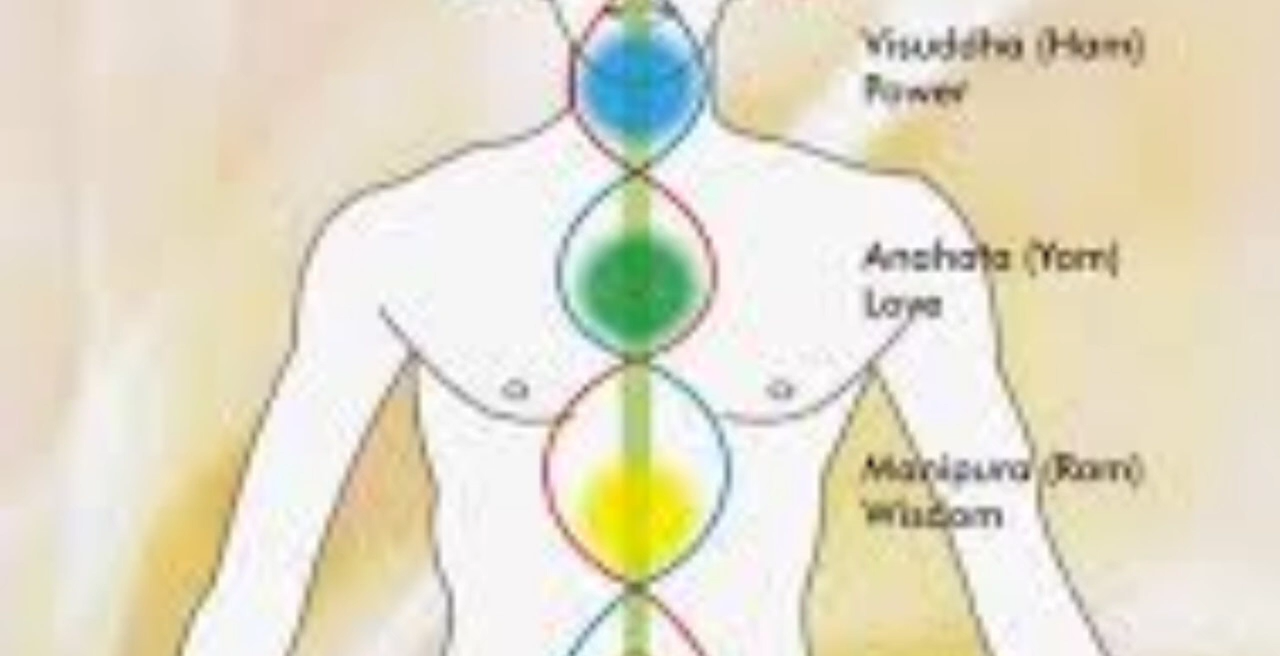 Visuddha (Ham)
Power
Anahata (Yam)
Love
Manipura (Ram)
Wisdom